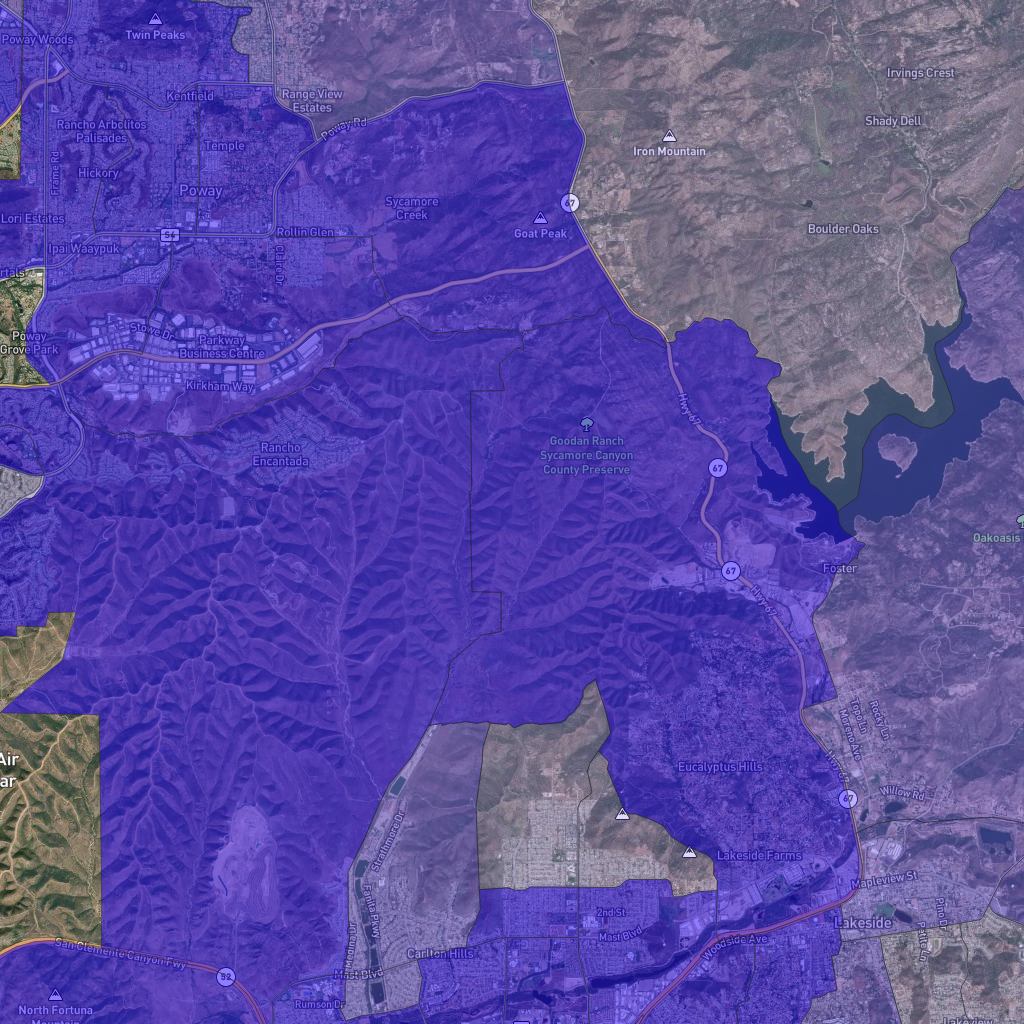 Twin Peaks
Poway Woods
Irvings Crest
Kentfield
Range View
Estates
Poway Rd
Shady Dell
Rancho Arbolitos
Palisades
Temple
Iron Mountain
Frame Rd
Hickory
Poway
Sycamore
Creek
67
Lori Estates
Goat Peak
Boulder Oaks
S4
Rollin Glen
Ipai Waaypuk
Claire Dr
Poway
Grove Park
Stowe Dr
Parkway
Business Centre
Kirkham Way
Hwy 67
Goodan Ranch
Sycamore Canyon
County Preserve
Rancho
Encantada
67
Oakoasis
Foster
67
Hwy 67
Topo Ln
Rocky Ln
Moreno Ave
Air
ar
Eucalyptus Hills
67
Willow Rd
Strathmore Dr
Lakeside Farms
Mapleview St
Fanita Pkwy
2nd St
Pino Dr
Lakeside
Mast Blvd
Woodside Ave
San Clemente Canyon Fwy
Carlton Hills
Mast Blvd
52
North Fortuna
Mountain
Rumson Dr
Lakeview